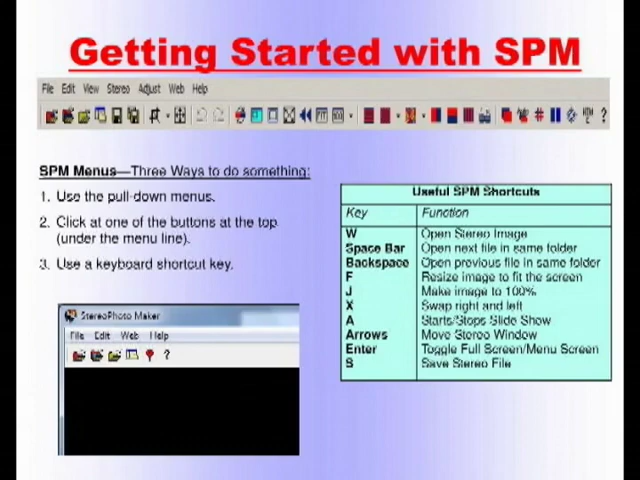 Getting Started with SPM
File Edit View Stereo Adjust Web Help
SPM Menus—Three Ways to do something:
1. Use the pull-down menus.
2. Click at one of the buttons at the top
(under the menu line).
3. Use a keyboard shortcut key.
StereoPhoto Maker
File Edit Web Help
?
Useful SPM Shortcuts
Key Function
W Open Stereo Image
Space Bar Open next file in same folder
Backspace Open previous file in same folder
F Resize image to fit the screen
J Make image to 100%
X Swap right and left
A Starts/Stops Slide Show
Arrows Move Stereo Window
Enter Toggle Full Screen/Menu Screen
S Save Stereo File